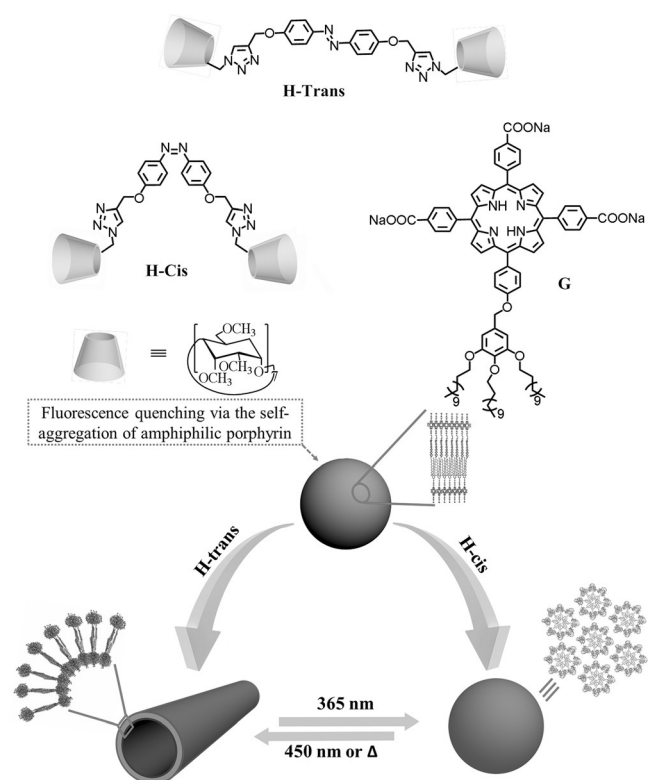 O
N
N
O
N
N
N
N
N
N
H-Trans
N=N
O
O
N
N
N
N
N
N
H-Cis
COONa
NH
N
N
HN
NaOOC
COONa
G
O
O
O
O
9
9
9
≡
OCH₃
O
OCH₃
OCH₃
O
7
Fluorescence quenching via the self-
aggregation of amphiphilic porphyrin
H-trans
H-cis
365 nm
450 nm or Δ